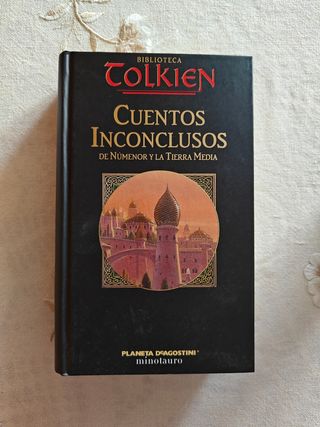 BIBLIOTECA
TOLKIEN
CUENTOS
INCONCLUSOS
DE NÚMENOR Y LA TIERRA MEDIA
PLANETA DEAGOSTINI
minotauro